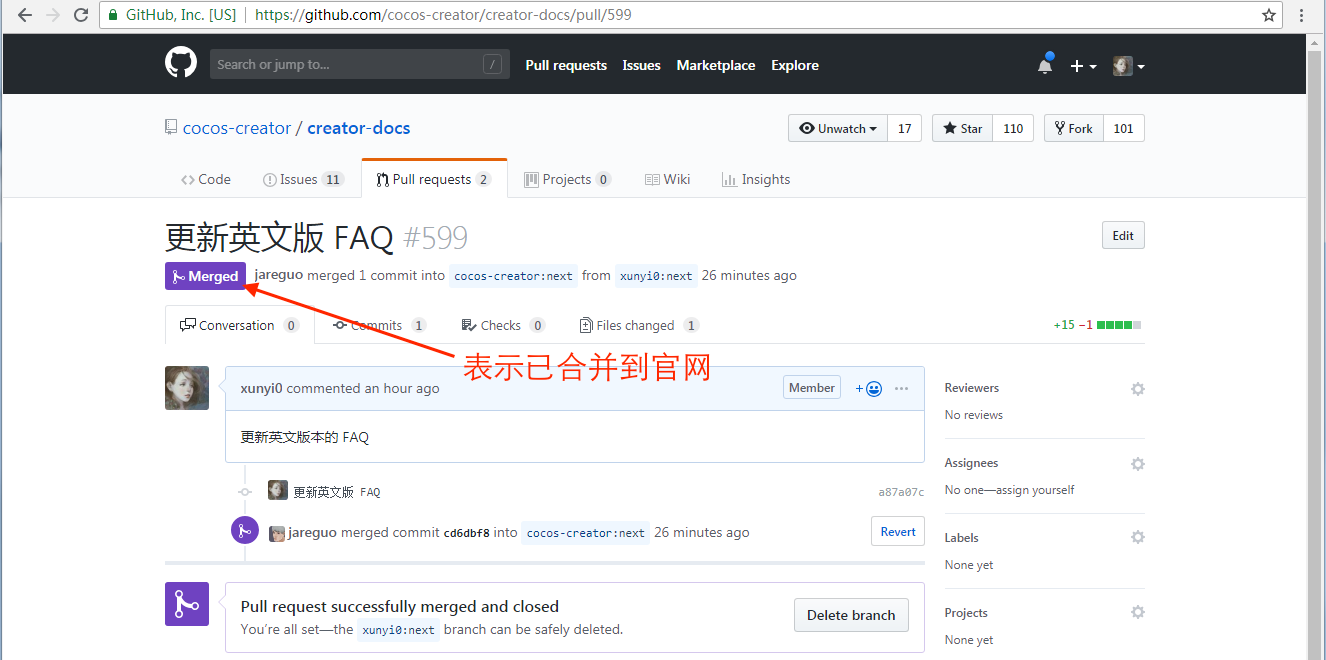 GitHub, Inc. [US] | https://github.com/cocos-creator/creator-docs/pull/599
Search or jump to... / Pull requests Issues Marketplace Explore
cocos-creator / creator-docs Unwatch 17 Star 110 Fork 101
Code Issues 11 Pull requests 2 Projects 0 Wiki Insights
更新英文版 FAQ #599 Edit
Merged jareguo merged 1 commit into cocos-creator:next from xunyi0:next 26 minutes ago
Conversation 0 Commits 1 Checks 0 Files changed 1 +15 −1
表示已合并到官网
xunyi0 commented an hour ago Member
更新英文版本的 FAQ
更新英文版 FAQ a87a07c
jareguo merged commit cd6dbf8 into cocos-creator:next 26 minutes ago Revert
Pull request successfully merged and closed
You’re all set—the xunyi0:next branch can be safely deleted.
Delete branch
Reviewers
No reviews
Assignees
No one—assign yourself
Labels
None yet
Projects
None yet